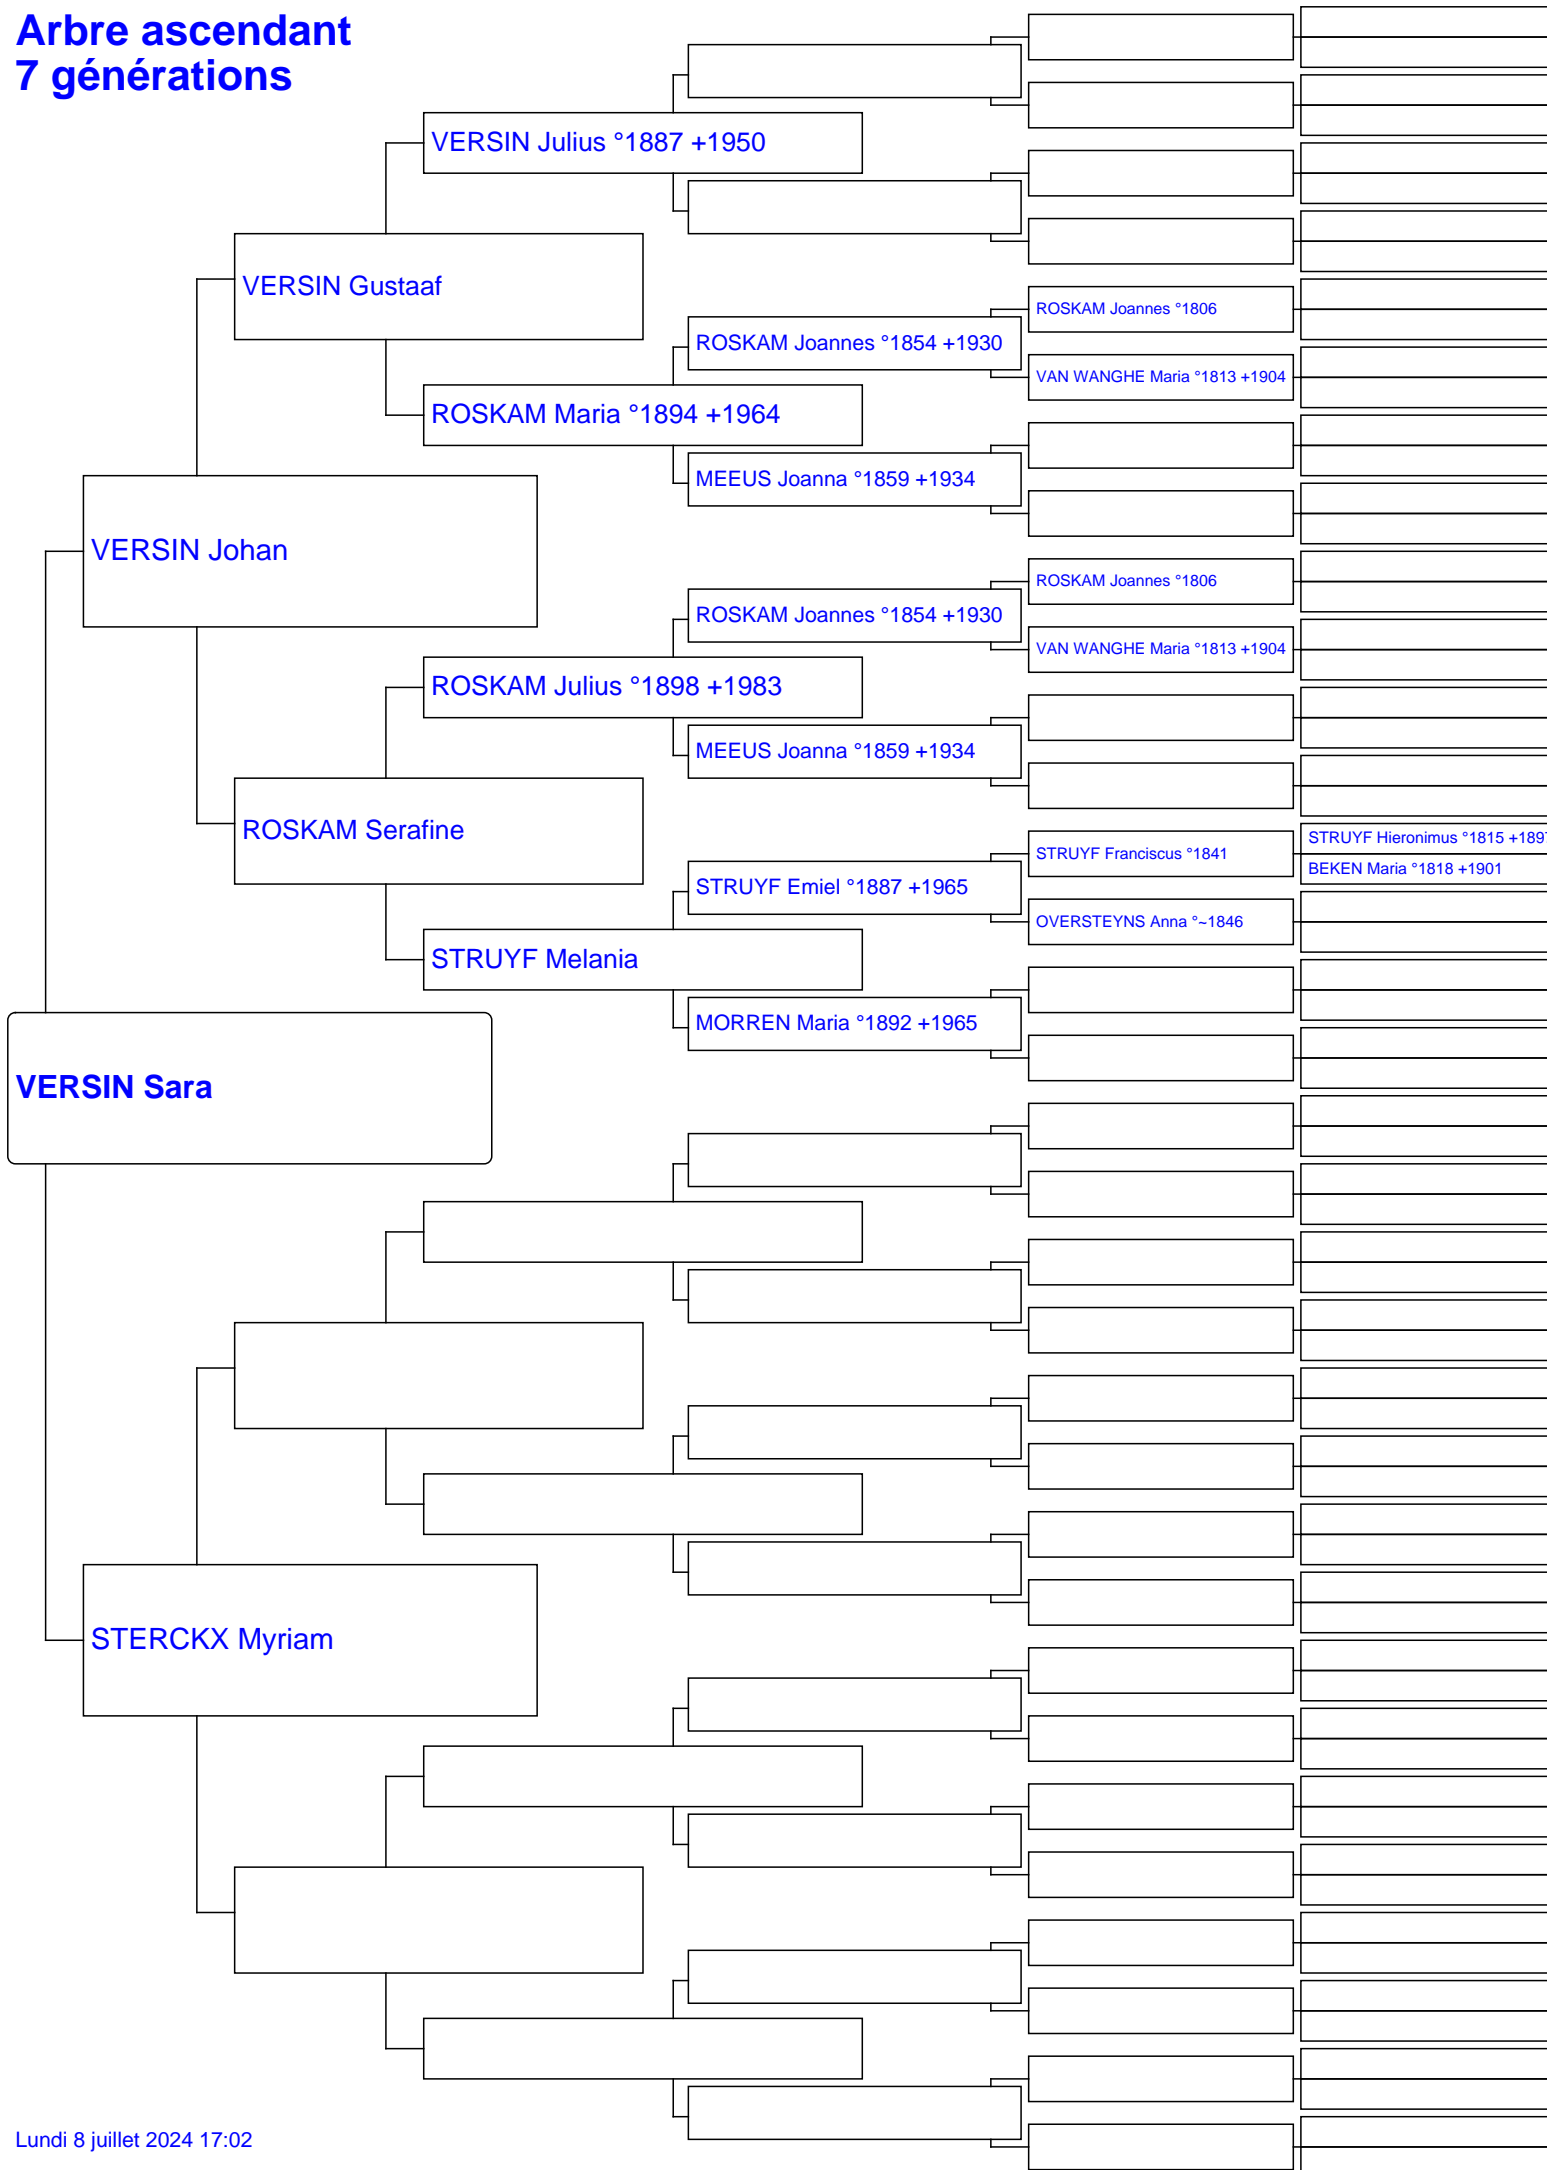 Arbre ascendant
7 générations
VERSIN Julius °1887 +1950
VERSIN Gustaaf
ROSKAM Joannes °1806
ROSKAM Joannes °1854 +1930
VAN WANGHE Maria °1813 +1904
ROSKAM Maria °1894 +1964
MEEUS Joanna °1859 +1934
VERSIN Johan
ROSKAM Joannes °1806
ROSKAM Joannes °1854 +1930
VAN WANGHE Maria °1813 +1904
ROSKAM Julius °1898 +1983
MEEUS Joanna °1859 +1934
ROSKAM Serafine
STRUYF Hieronimus °1815 +1897
STRUYF Franciscus °1841
BEKEN Maria °1818 +1901
STRUYF Emiel °1887 +1965
OVERSTEYNS Anna °~1846
STRUYF Melania
MORREN Maria °1892 +1965
VERSIN Sara
STERCKX Myriam
Lundi 8 juillet 2024 17:02